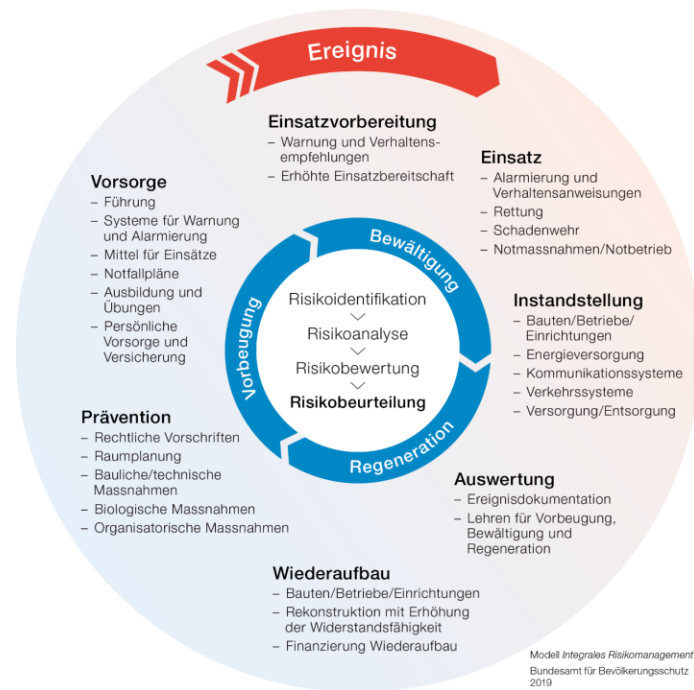 Ereignis
Einsatzvorbereitung
– Warnung und Verhaltens-
empfehlungen
– Erhöhte Einsatzbereitschaft
Einsatz
– Alarmierung und
Verhaltensanweisungen
– Rettung
– Schadenwehr
– Notmassnahmen/Notbetrieb
Instandstellung
– Bauten/Betriebe/
Einrichtungen
– Energieversorgung
– Kommunikationssysteme
– Verkehrssysteme
– Versorgung/Entsorgung
Auswertung
– Ereignisdokumentation
– Lehren für Vorbeugung,
Bewältigung und
Regeneration
Wiederaufbau
– Bauten/Betriebe/Einrichtungen
– Rekonstruktion mit Erhöhung
der Widerstandsfähigkeit
– Finanzierung Wiederaufbau
Prävention
– Rechtliche Vorschriften
– Raumplanung
– Bauliche/technische
Massnahmen
– Biologische Massnahmen
– Organisatorische Massnahmen
Vorsorge
– Führung
– Systeme für Warnung
und Alarmierung
– Mittel für Einsätze
– Notfallpläne
– Ausbildung und
Übungen
– Persönliche
Vorsorge und
Versicherung
Bewältigung
Regeneration
Vorbeugung
Risikoidentifikation
Risikoanalyse
Risikobewertung
Risikobeurteilung
Modell Integrales Risikomanagement
Bundesamt für Bevölkerungsschutz
2019